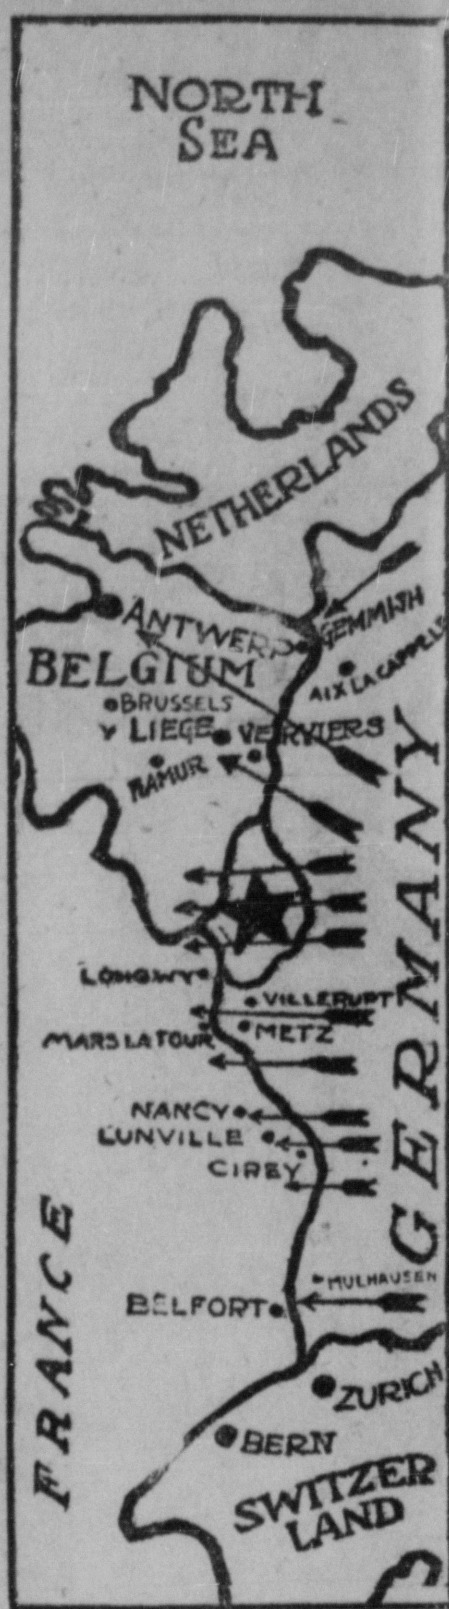 NORTH
SEA
NETHERLANDS
GEMMISH
ANTWERP
AIX LA CAPPELE
BELGIUM
BRUSSELS
LIEGE
VERVIERS
NAMUR
GERMANY
LONGWY
VILLERUPT
METZ
MARS LA TOUR
NANCY
LUNVILLE
CIREY
FRANCE
MULHAUSEN
BELFORT
ZURICH
BERN
SWITZER
LAND